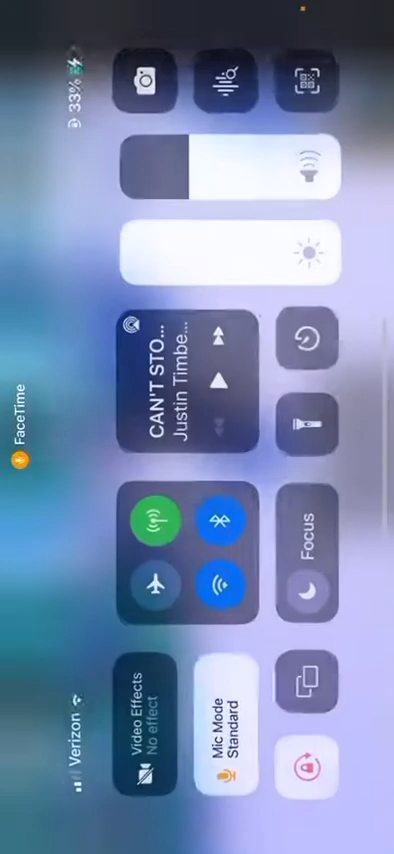 FaceTime
Verizon
33%
Video Effects
No effect
Mic Mode
Standard
CAN'T STO...
Justin Timbe...
Focus